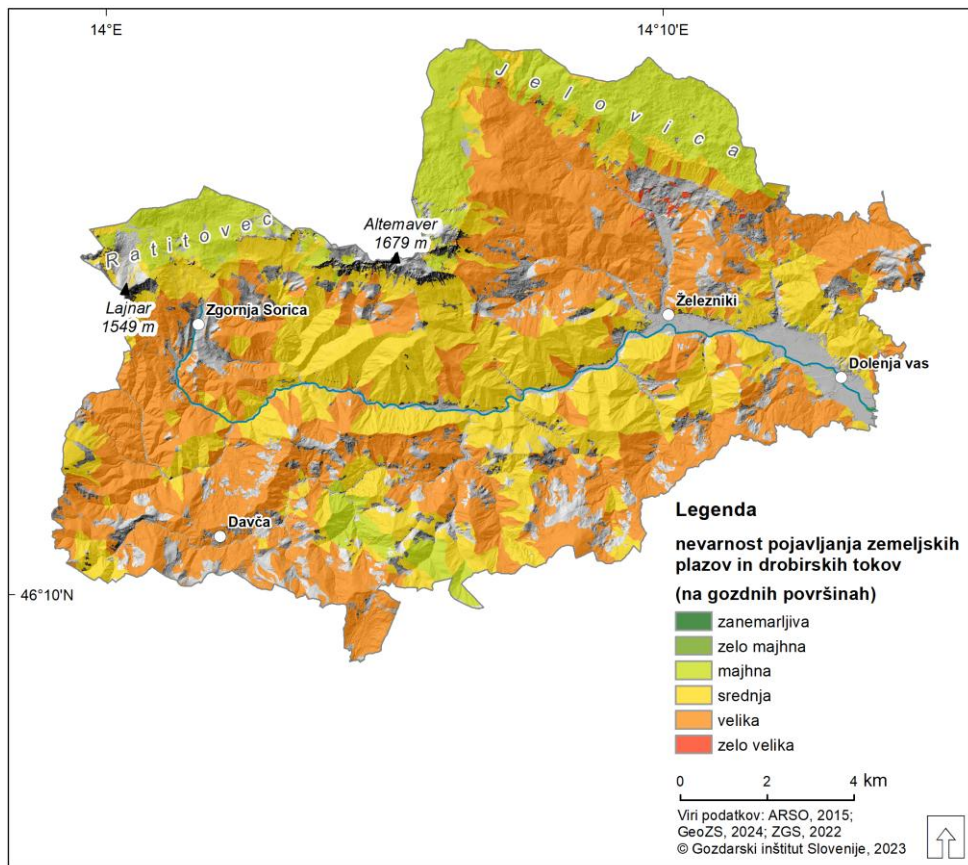 14°E
14°10'E
Jelovica
Ratitovec
Altemaver
1679 m
Lajnar
1549 m
Zgornja Sorica
Železniki
Dolenja vas
Davča
46°10'N
Legenda
nevarnost pojavljanja zemeljskih
plazov in drobirskih tokov
(na gozdnih površinah)
zanemarljiva
zelo majhna
majhna
srednja
velika
zelo velika
0 2 4 km
Viri podatkov: ARSO, 2015;
GeoZS, 2024; ZGS, 2022
© Gozdarski inštitut Slovenije, 2023